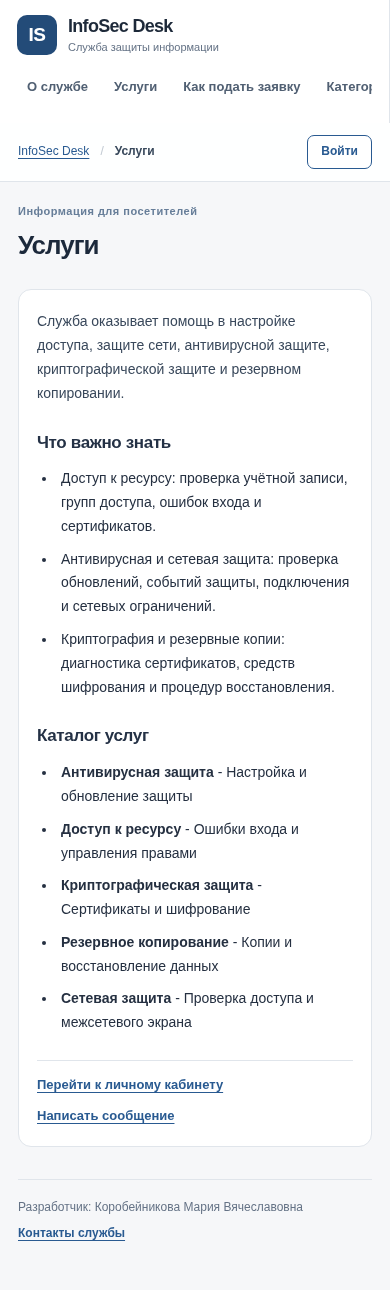 IS
InfoSec Desk
Служба защиты информации
О службе Услуги Как подать заявку
InfoSec Desk / Услуги
Войти
Информация для посетителей
Услуги
Служба оказывает помощь в настройке
доступа, защите сети, антивирусной защите,
криптографической защите и резервном
копировании.
Что важно знать
• Доступ к ресурсу: проверка учётной записи,
групп доступа, ошибок входа и
сертификатов.
• Антивирусная и сетевая защита: проверка
обновлений, событий защиты, подключения
и сетевых ограничений.
• Криптография и резервные копии:
диагностика сертификатов, средств
шифрования и процедур восстановления.
Каталог услуг
• Антивирусная защита - Настройка и
обновление защиты
• Доступ к ресурсу - Ошибки входа и
управления правами
• Криптографическая защита -
Сертификаты и шифрование
• Резервное копирование - Копии и
восстановление данных
• Сетевая защита - Проверка доступа и
межсетевого экрана
Перейти к личному кабинету
Написать сообщение
Разработчик: Коробейникова Мария Вячеславовна
Контакты службы